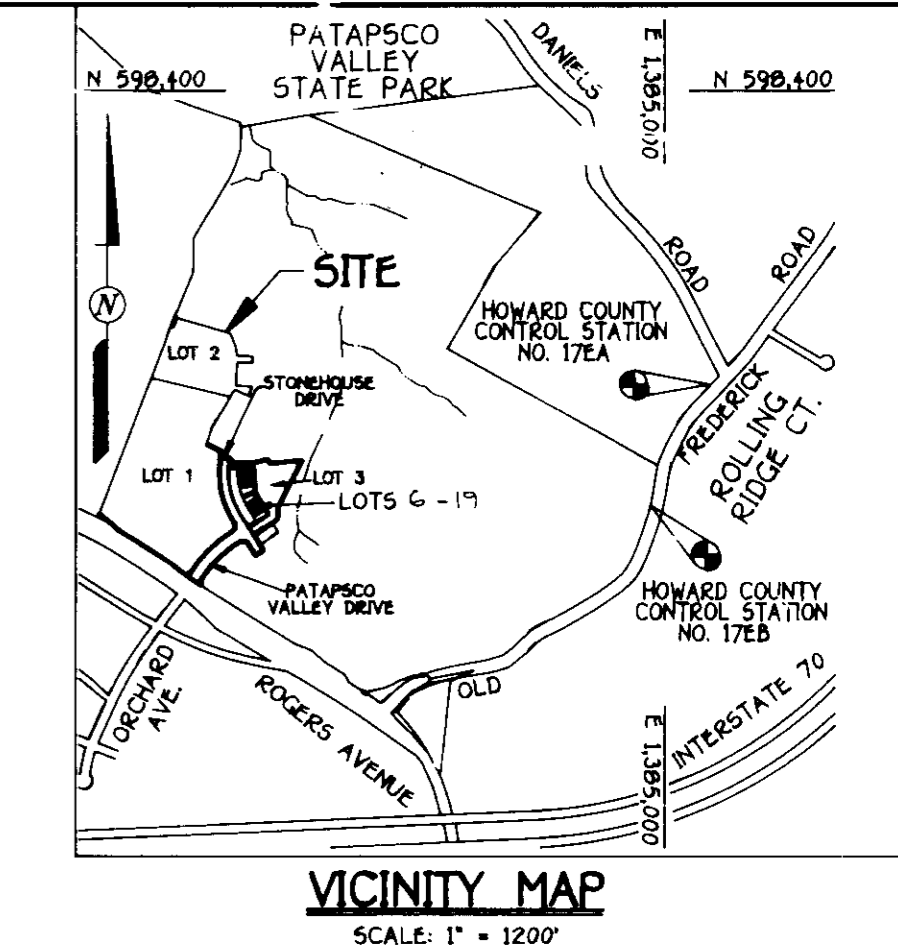 PATAPSCO
VALLEY
STATE PARK
N 598,400
DANIELS
ROAD
E 1,385,000
N 598,400
ROAD
SITE
N
HOWARD COUNTY
CONTROL STATION
NO. 17EA
LOT 2
STONEHOUSE
DRIVE
FREDERICK
ROLLING
RIDGE CT.
LOT 1
LOT 3
LOTS 6 - 19
PATAPSCO
VALLEY DRIVE
HOWARD COUNTY
CONTROL STATION
NO. 17EB
ORCHARD
AVE.
ROGERS AVENUE
OLD
INTERSTATE 70
E 1,385,000
VICINITY MAP
SCALE: 1" = 1200'